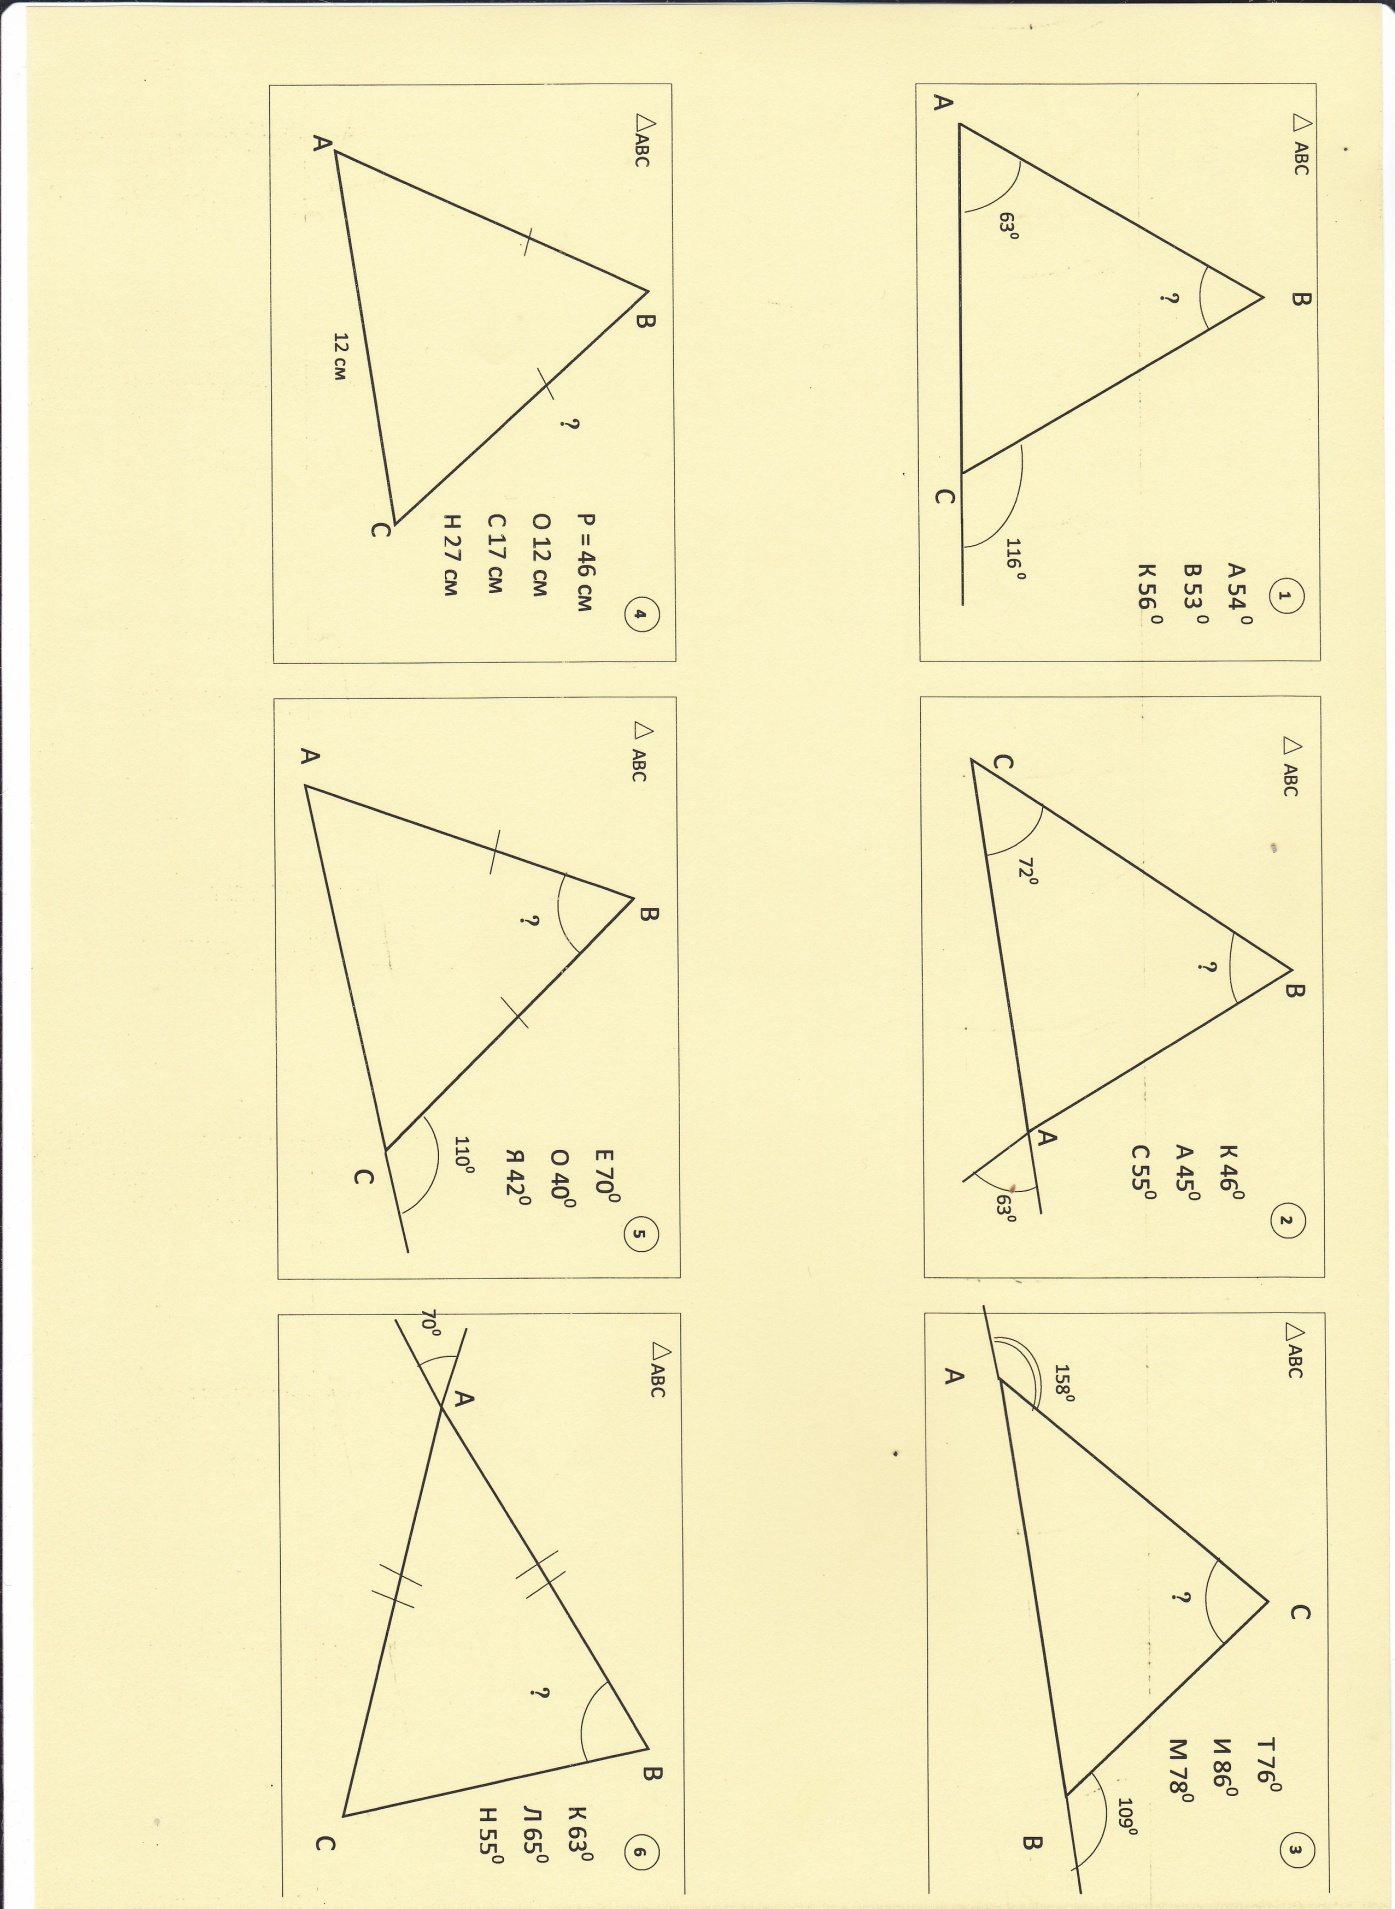 △ ABC
1
B
A 54⁰
В 53⁰
К 56⁰
?
63⁰
116⁰
A
C
△ ABC
2
B
К 46⁰
А 45⁰
С 55⁰
?
72⁰
C
A
63⁰
△ABC
3
C
Т 76⁰
И 86⁰
М 78⁰
?
158⁰
109⁰
A
B
△ABC
4
B
P = 46 см
О 12 см
С 17 см
Н 27 см
?
12 см
A
C
△ ABC
5
B
Е 70⁰
О 40⁰
Я 42⁰
?
110⁰
A
C
△ABC
6
B
К 63⁰
Л 65⁰
Н 55⁰
?
A
70⁰
C